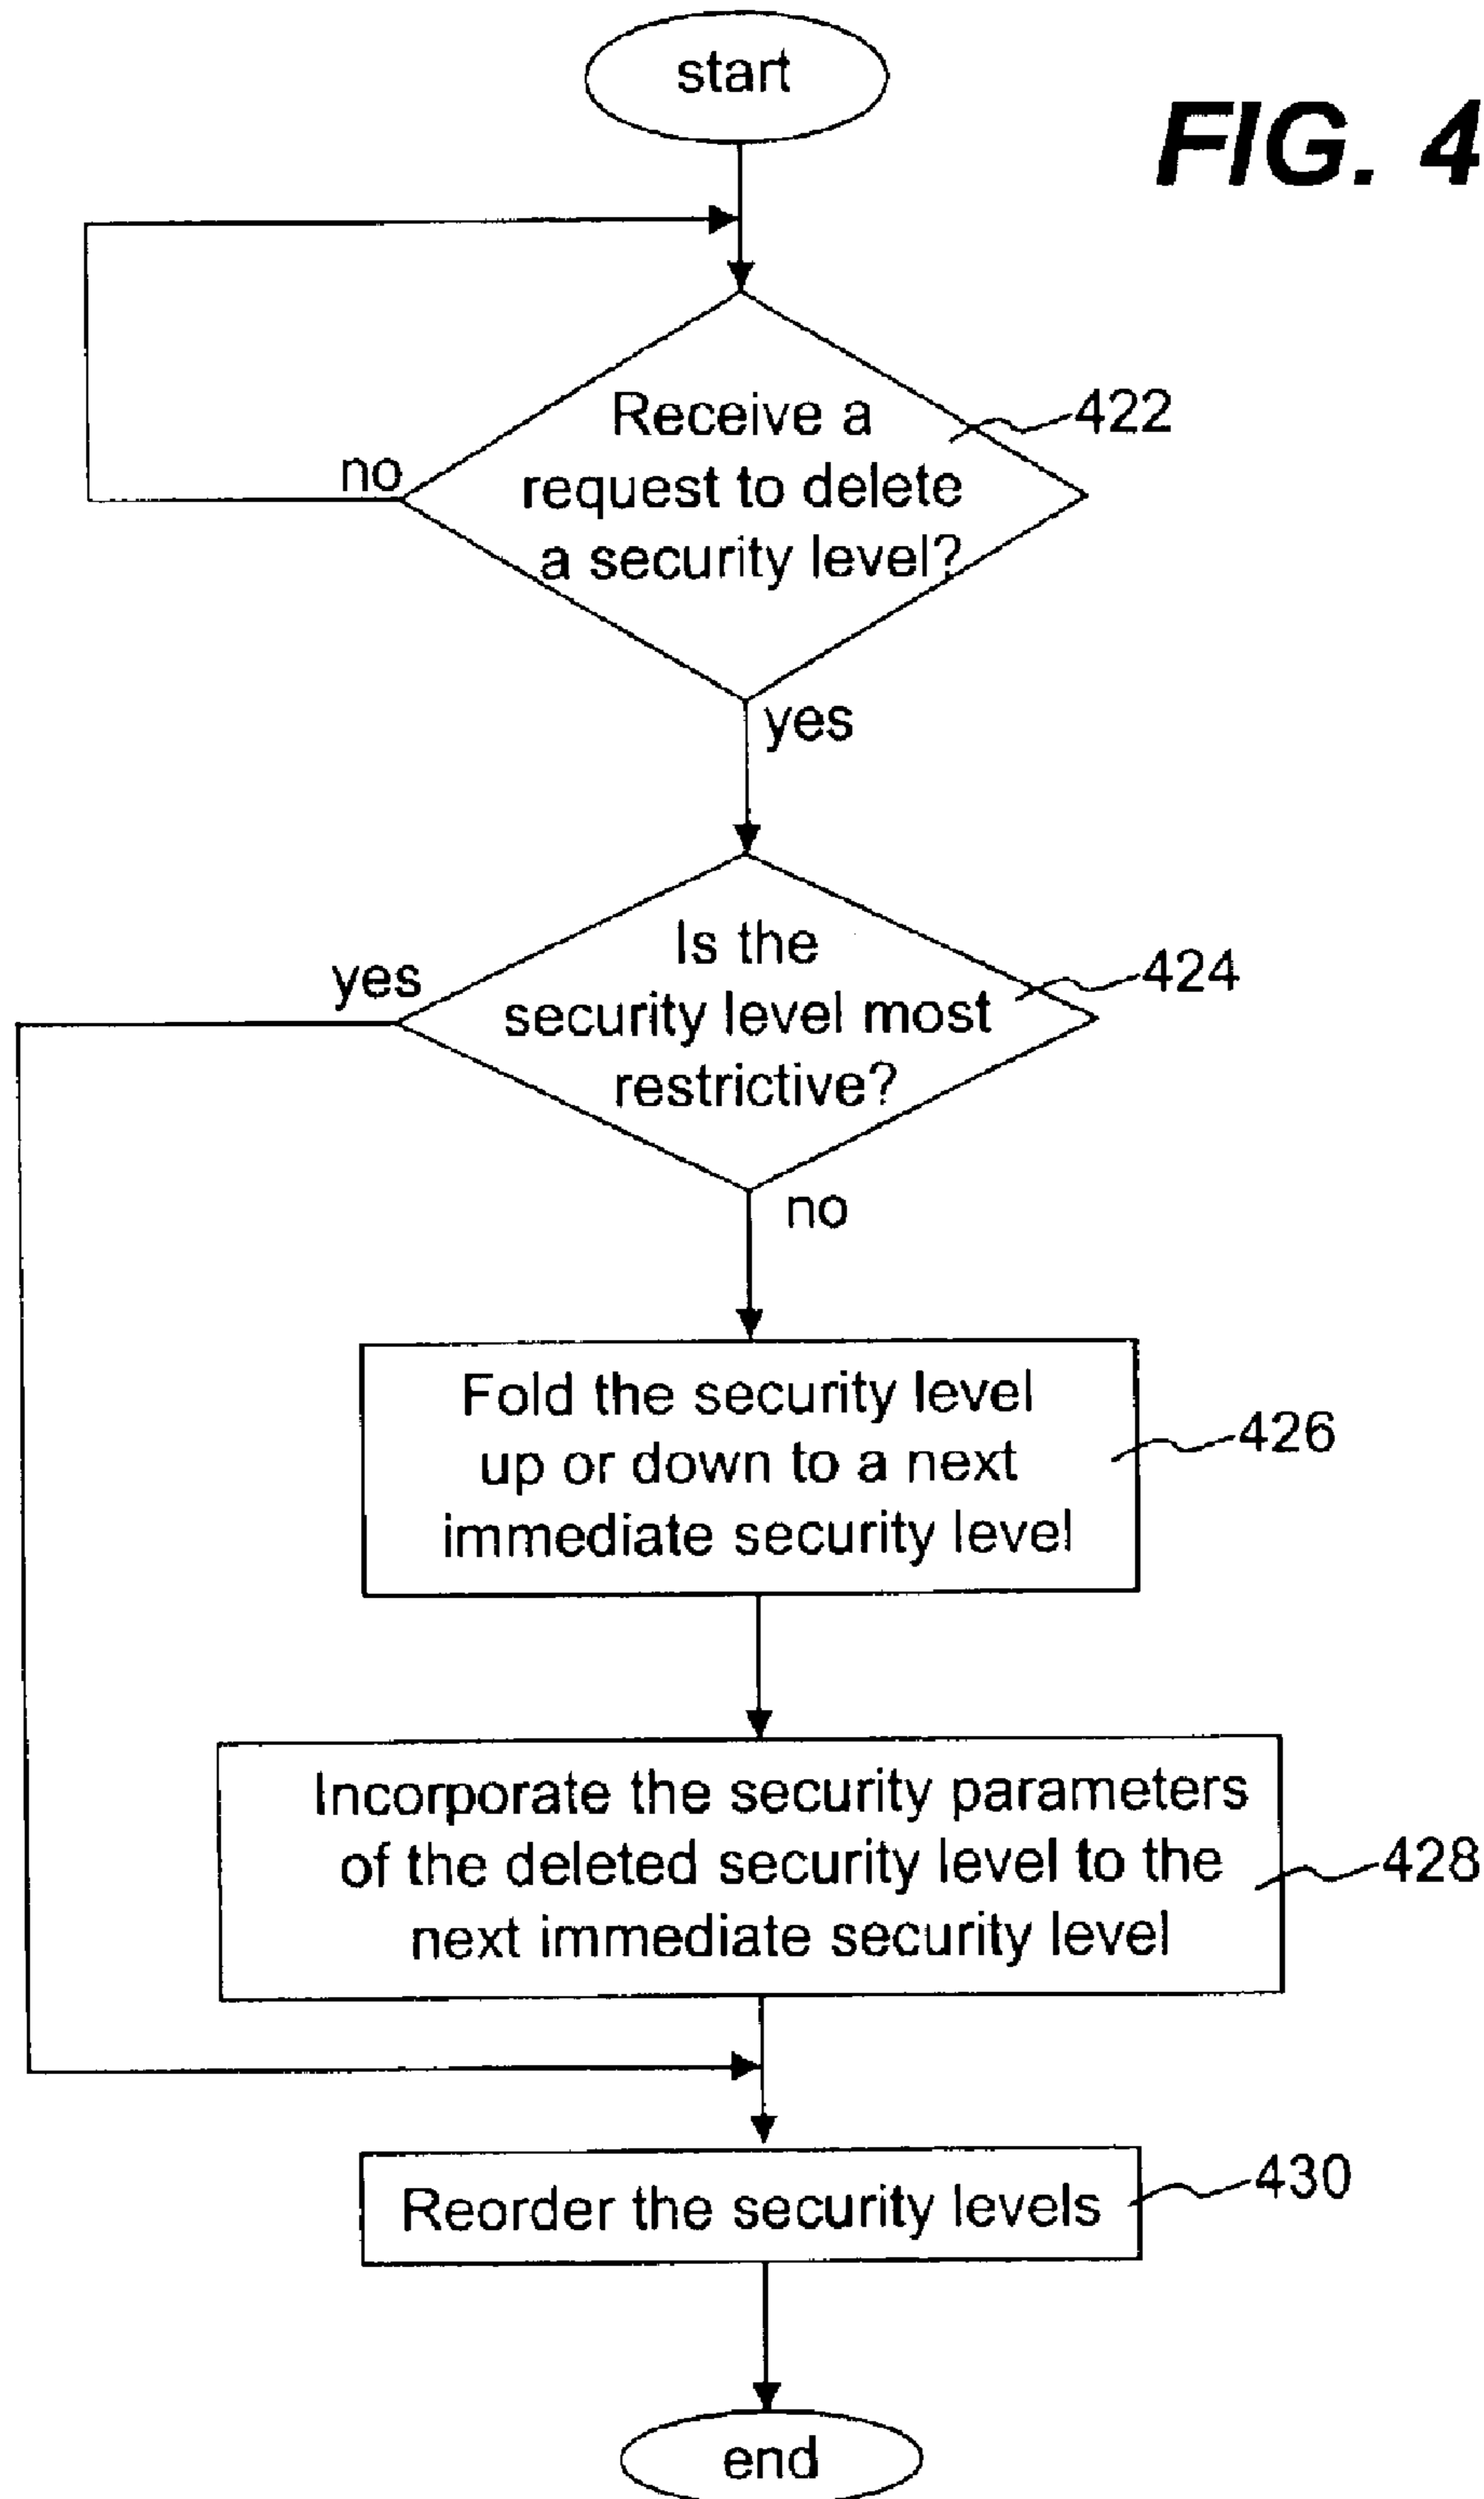 start
FIG. 4
Receive a
request to delete
a security level?
422
no
yes
Is the
security level most
restrictive?
424
yes
no
Fold the security level
up or down to a next
immediate security level
426
Incorporate the security parameters
of the deleted security level to the
next immediate security level
428
Reorder the security levels
430
end